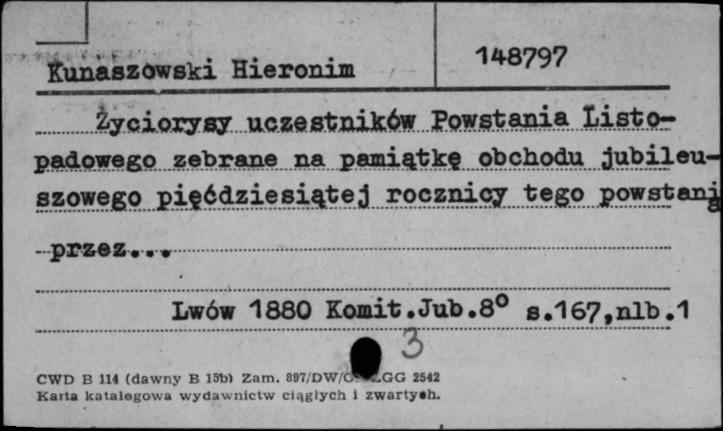 Kunaszowski Hieronim
148797
Życiorysy uczestników Powstania Listo-
padowego zebrane na pamiątkę obchodu jubileu-
szowego pięćdziesiątej rocznicy tego powstania
przez...
Lwów 1880 Komit.Jub.8° s.167,nlb.1
3
CWD B 114 (dawny B 15b) Zam. 897/DW/ GG 2542
Karta katalogowa wydawnictw ciągłych i zwartych.